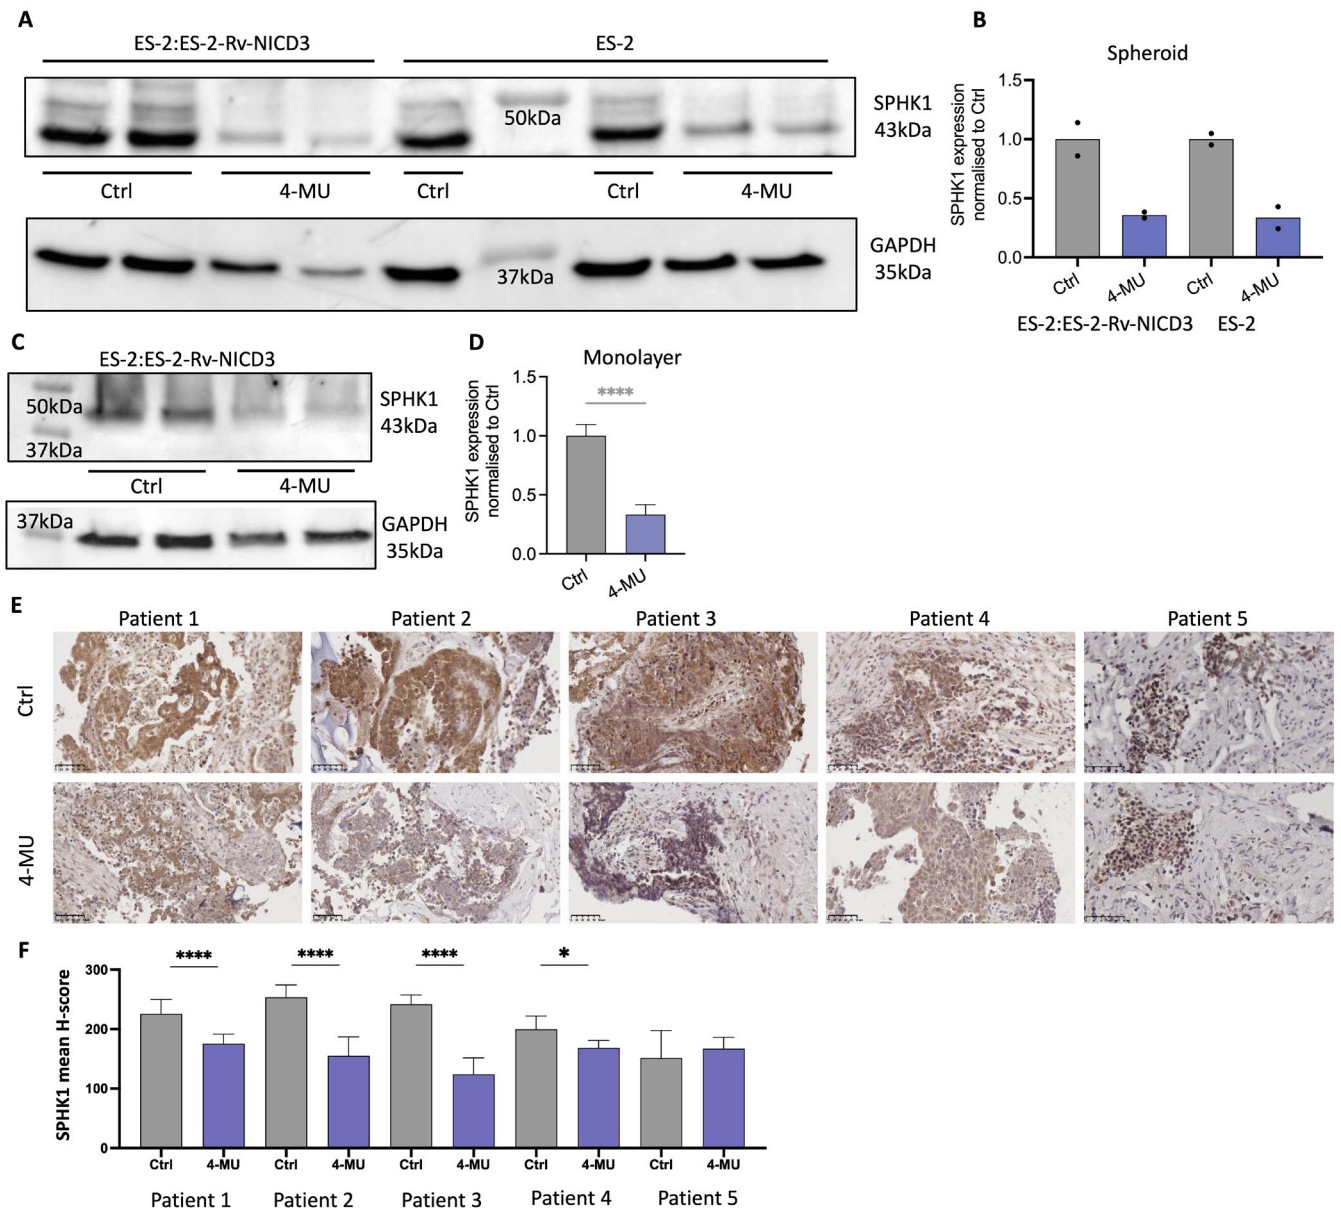 A
ES-2:ES-2-Rv-NICD3
ES-2
50kDa
SPHK1
43kDa
Ctrl
4-MU
Ctrl
Ctrl
4-MU
37kDa
GAPDH
35kDa
B
Spheroid
SPHK1 expression
normalised to Ctrl
1.5
1.0
0.5
0.0
Ctrl
4-MU
Ctrl
4-MU
ES-2:ES-2-Rv-NICD3
ES-2
C
ES-2:ES-2-Rv-NICD3
50kDa
37kDa
SPHK1
43kDa
Ctrl
4-MU
37kDa
GAPDH
35kDa
D
Monolayer
SPHK1 expression
normalised to Ctrl
1.5
1.0
0.5
0.0
****
Ctrl
4-MU
E
Patient 1
Patient 2
Patient 3
Patient 4
Patient 5
Ctrl
4-MU
F
SPHK1 mean H-score
300
200
100
0
****
****
****
*
Ctrl
4-MU
Ctrl
4-MU
Ctrl
4-MU
Ctrl
4-MU
Ctrl
4-MU
Patient 1
Patient 2
Patient 3
Patient 4
Patient 5